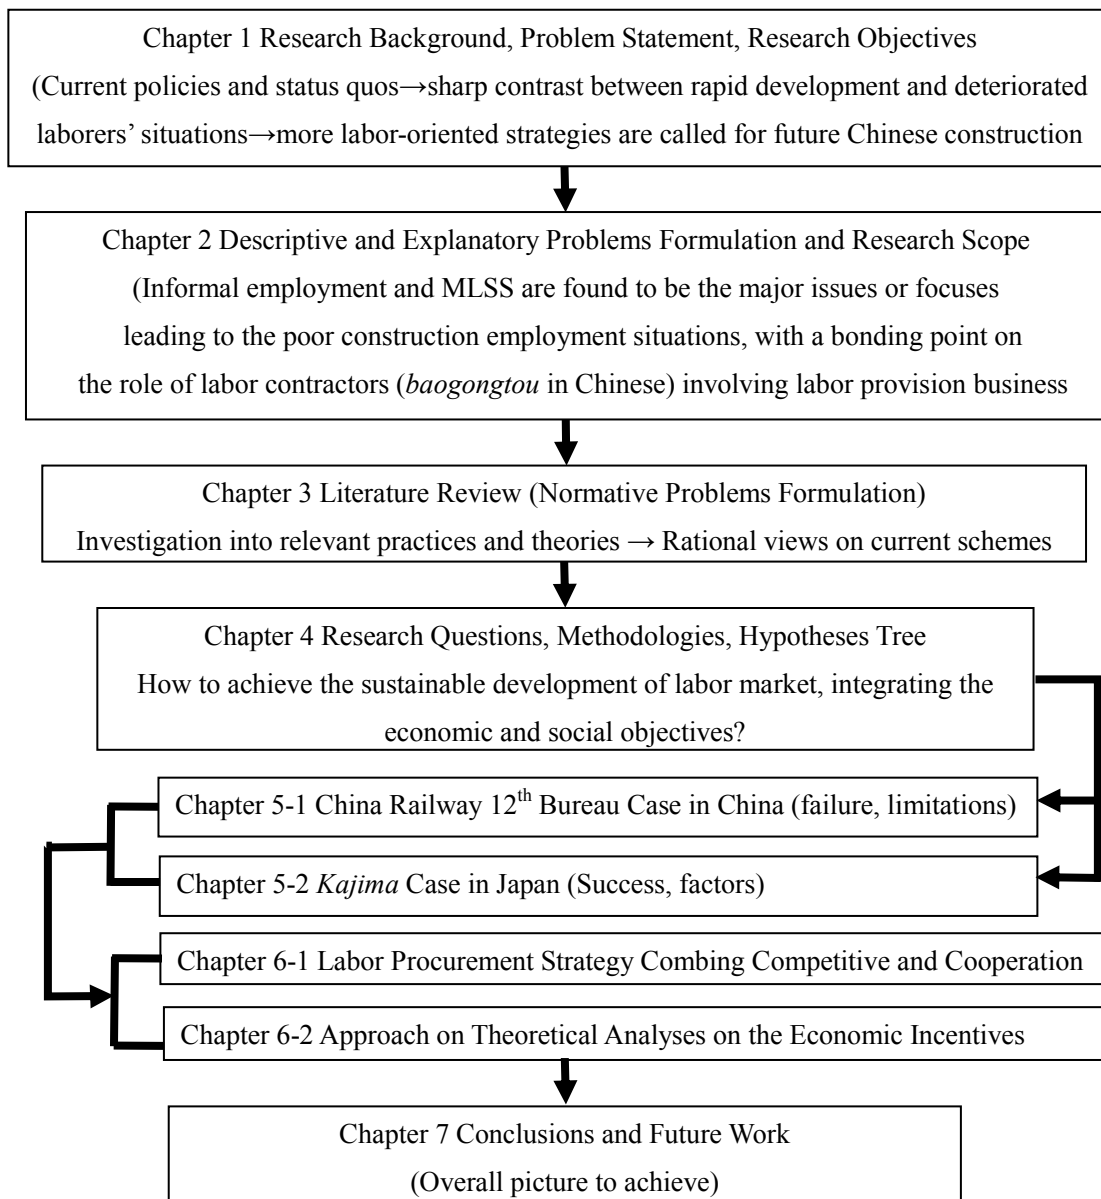 Chapter 1 Research Background, Problem Statement, Research Objectives
(Current policies and status quos→sharp contrast between rapid development and deteriorated
laborers’ situations→more labor-oriented strategies are called for future Chinese construction
Chapter 2 Descriptive and Explanatory Problems Formulation and Research Scope
(Informal employment and MLSS are found to be the major issues or focuses
leading to the poor construction employment situations, with a bonding point on
the role of labor contractors (baogongtou in Chinese) involving labor provision business
Chapter 3 Literature Review (Normative Problems Formulation)
Investigation into relevant practices and theories → Rational views on current schemes
Chapter 4 Research Questions, Methodologies, Hypotheses Tree
How to achieve the sustainable development of labor market, integrating the
economic and social objectives?
Chapter 5-1 China Railway 12th Bureau Case in China (failure, limitations)
Chapter 5-2 Kajima Case in Japan (Success, factors)
Chapter 6-1 Labor Procurement Strategy Combing Competitive and Cooperation
Chapter 6-2 Approach on Theoretical Analyses on the Economic Incentives
Chapter 7 Conclusions and Future Work
(Overall picture to achieve)